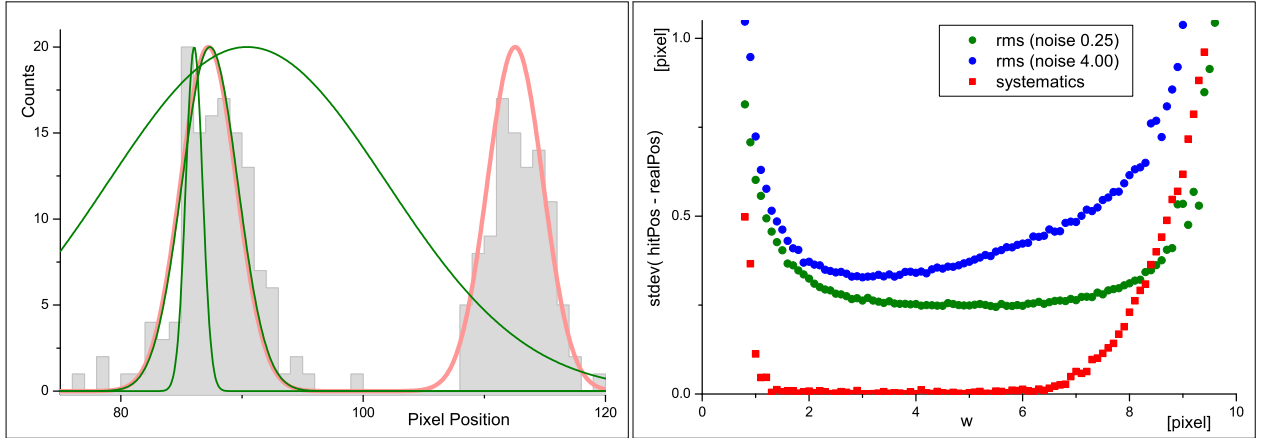 Counts
20
15
10
5
0
80
100
120
Pixel Position
[pixel]
stdev( hitPos - realPos)
1.0
0.5
0.0
rms (noise 0.25)
rms (noise 4.00)
systematics
0
2
4
6
8
10
w
[pixel]